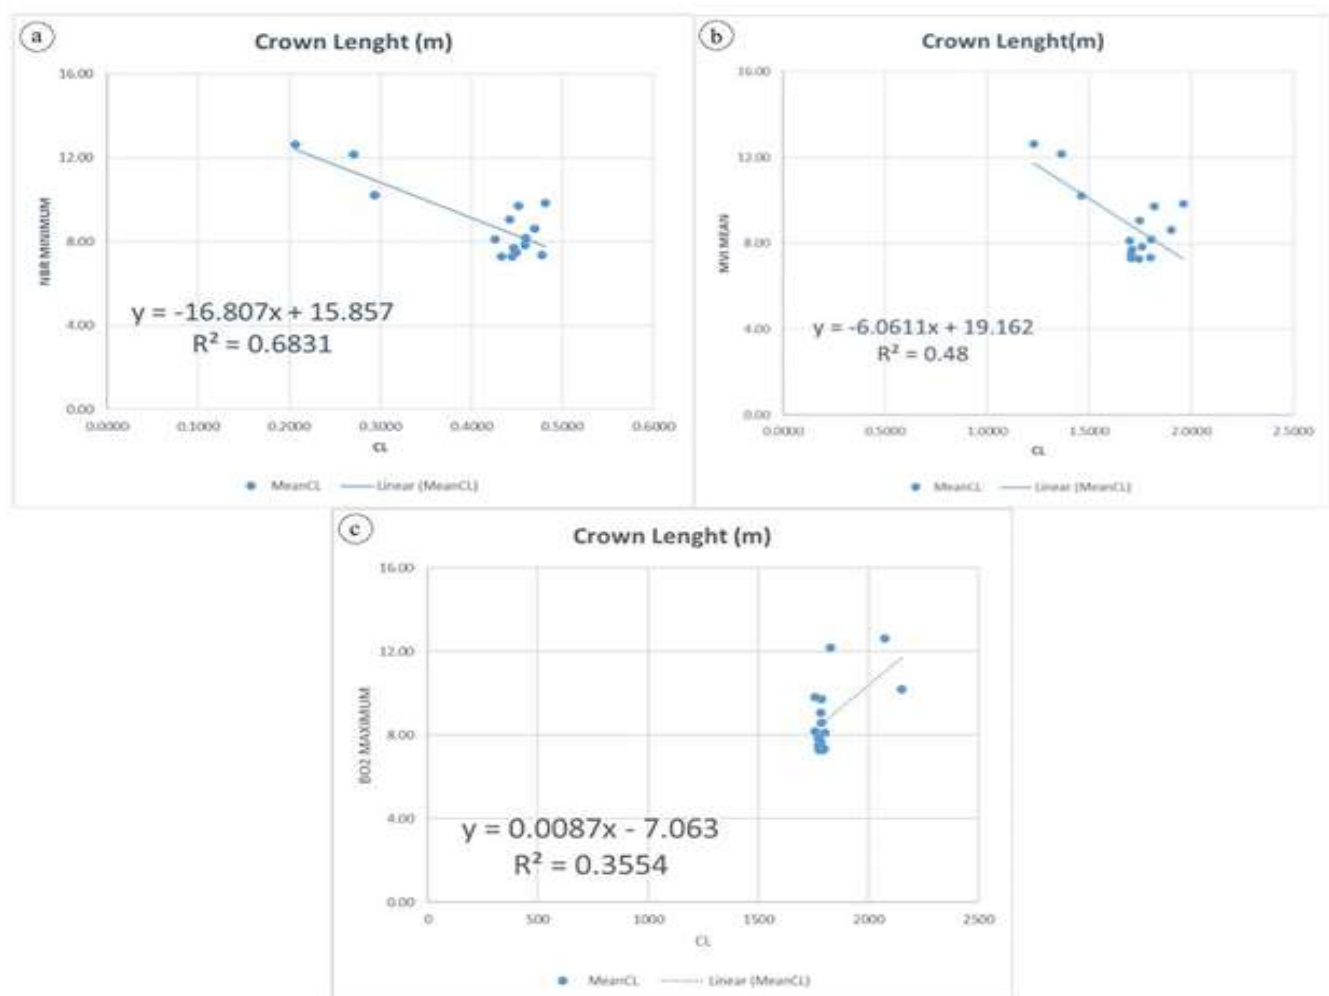 a
Crown Lenght (m)
16.00
12.00
8.00
4.00
0.00
NBR MINIMUM
y = -16.807x + 15.857
R² = 0.6831
0.0000 0.1000 0.2000 0.3000 0.4000 0.5000 0.6000
CL
MeanCL Linear (MeanCL)
b
Crown Lenght(m)
16.00
12.00
8.00
4.00
0.00
MVI MEAN
y = -6.0611x + 19.162
R² = 0.48
0.0000 0.5000 1.0000 1.5000 2.0000 2.5000
CL
MeanCL Linear (MeanCL)
c
Crown Lenght (m)
16.00
12.00
8.00
4.00
0.00
BO2 MAXIMUM
y = 0.0087x - 7.063
R² = 0.3554
0 500 1000 1500 2000 2500
CL
MeanCL Linear (MeanCL)